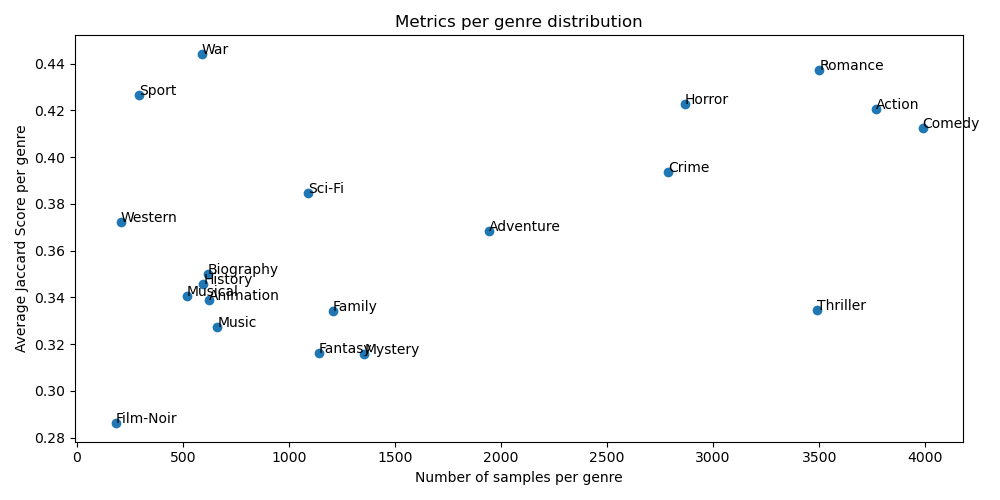 Metrics per genre distribution
Average Jaccard Score per genre
0.44
0.42
0.40
0.38
0.36
0.34
0.32
0.30
0.28
War
Romance
Sport
Horror
Action
Comedy
Crime
Sci-Fi
Western
Adventure
Biography
History
Musical
Animation
Family
Thriller
Music
Fantasy
Mystery
Film-Noir
0
500
1000
1500
2000
2500
3000
3500
4000
Number of samples per genre